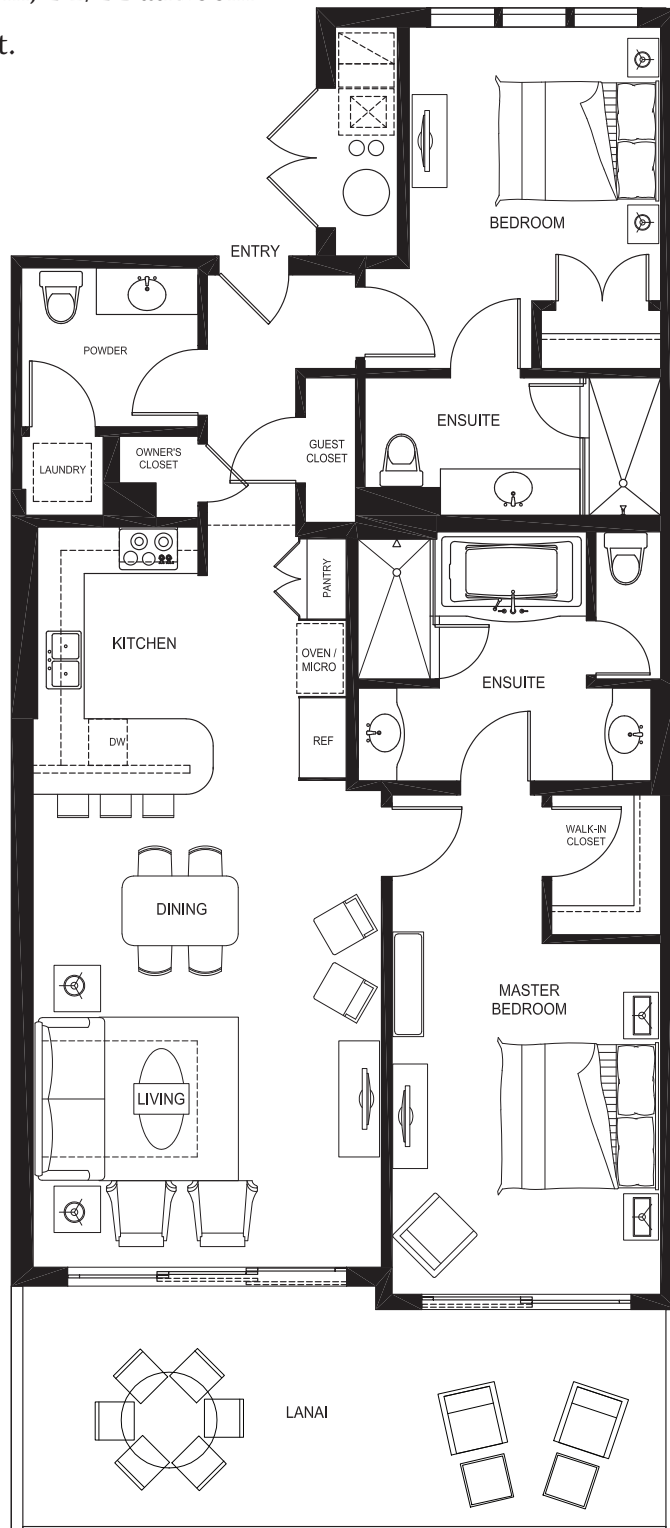 t.
BEDROOM
ENTRY
POWDER
ENSUITE
OWNER'S
CLOSET
GUEST
CLOSET
LAUNDRY
PANTRY
KITCHEN
OVEN /
MICRO
ENSUITE
DW
REF
WALK-IN
CLOSET
DINING
MASTER
BEDROOM
LIVING
LANAI